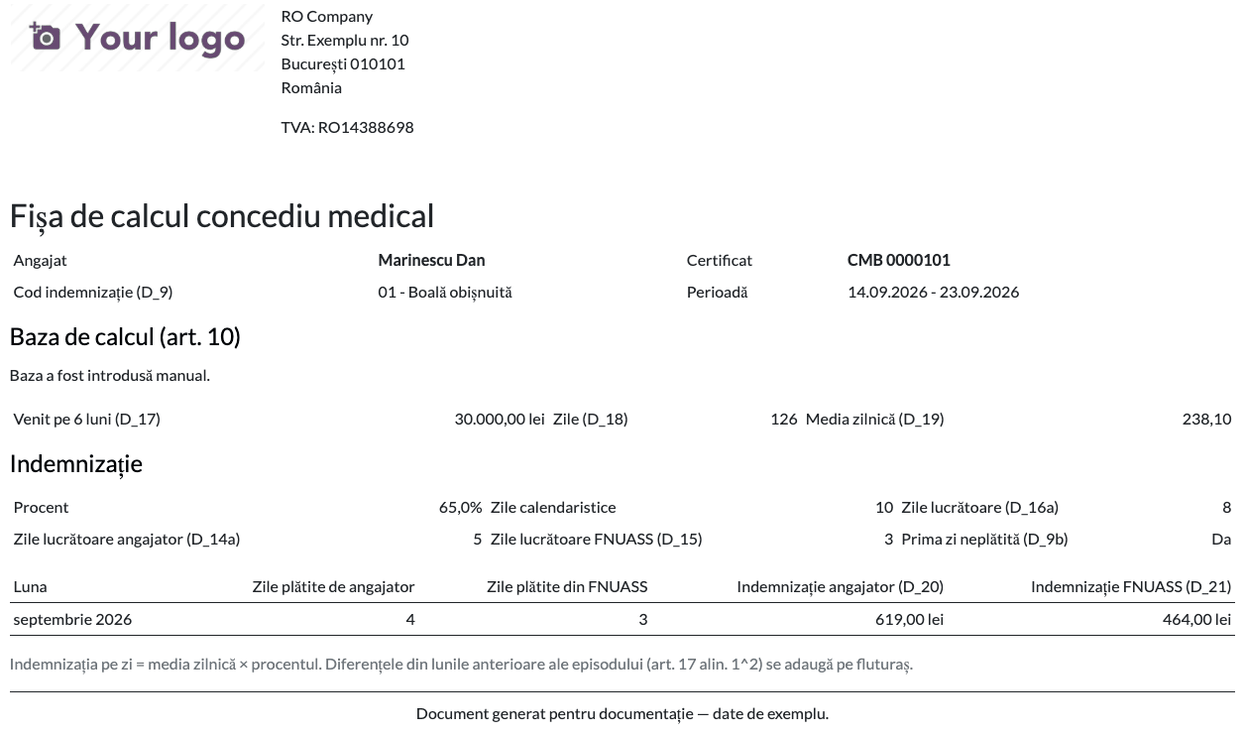 Your logo
RO Company
Str. Exemplu nr. 10
București 010101
România
TVA: RO14388698
Fișa de calcul concediu medical
Angajat Marinescu Dan Certificat CMB 0000101
Cod indemnizație (D_9) 01 - Boală obișnuită Perioadă 14.09.2026 - 23.09.2026
Baza de calcul (art. 10)
Baza a fost introdusă manual.
Venit pe 6 luni (D_17) 30.000,00 lei Zile (D_18) 126 Media zilnică (D_19) 238,10
Indemnizație
Procent 65,0% Zile calendaristice 10 Zile lucrătoare (D_16a) 8
Zile lucrătoare angajator (D_14a) 5 Zile lucrătoare FNUASS (D_15) 3 Prima zi neplătită (D_9b) Da
Luna Zile plătite de angajator Zile plătite din FNUASS Indemnizație angajator (D_20) Indemnizație FNUASS (D_21)
septembrie 2026 4 3 619,00 lei 464,00 lei
Indemnizația pe zi = media zilnică × procentul. Diferențele din lunile anterioare ale episodului (art. 17 alin. 1^2) se adaugă pe fluturaș.
Document generat pentru documentație — date de exemplu.